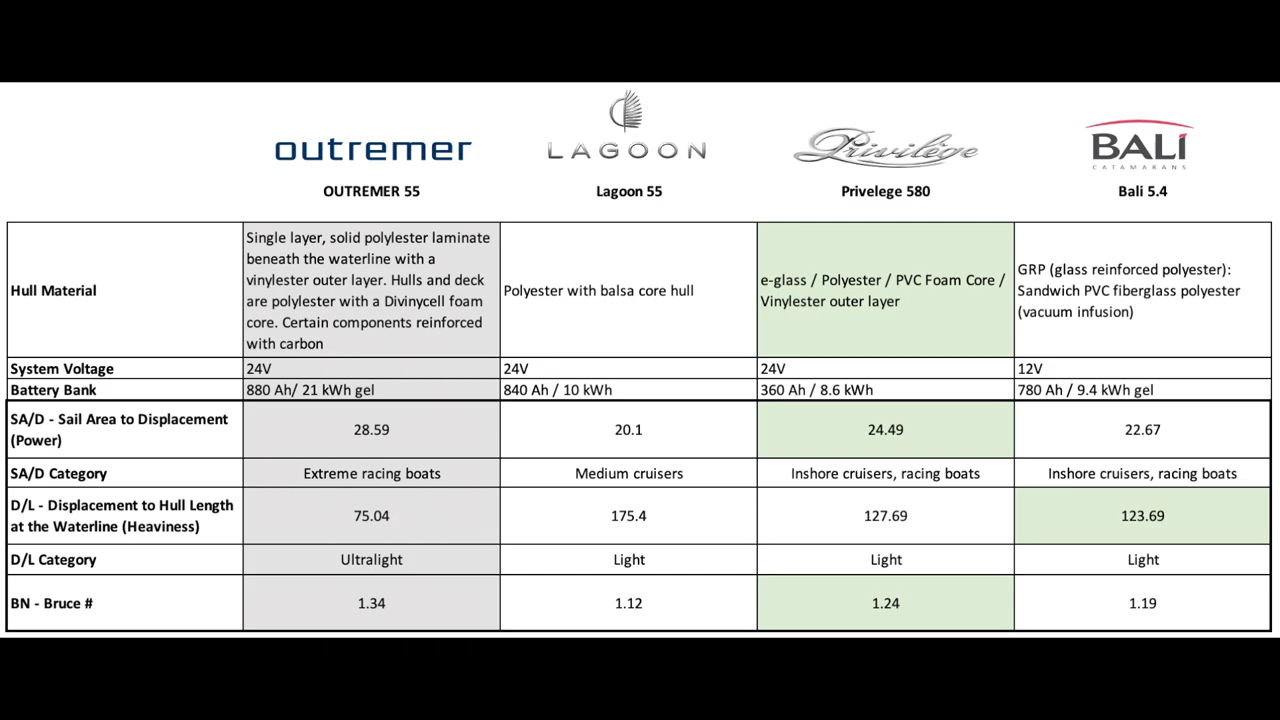 outremer
LAGOON
Privilège
BALI
CATAMARANS
OUTREMER 55
Lagoon 55
Privelege 580
Bali 5.4
Hull Material
Single layer, solid polylester laminate
beneath the waterline with a
vinylester outer layer. Hulls and deck
are polylester with a Divinycell foam
core. Certain components reinforced
with carbon
Polyester with balsa core hull
e-glass / Polyester / PVC Foam Core /
Vinylester outer layer
GRP (glass reinforced polyester):
Sandwich PVC fiberglass polyester
(vacuum infusion)
System Voltage
24V
24V
24V
12V
Battery Bank
880 Ah/ 21 kWh gel
840 Ah / 10 kWh
360 Ah / 8.6 kWh
780 Ah / 9.4 kWh gel
SA/D - Sail Area to Displacement
(Power)
28.59
20.1
24.49
22.67
SA/D Category
Extreme racing boats
Medium cruisers
Inshore cruisers, racing boats
Inshore cruisers, racing boats
D/L - Displacement to Hull Length
at the Waterline (Heaviness)
75.04
175.4
127.69
123.69
D/L Category
Ultralight
Light
Light
Light
BN - Bruce #
1.34
1.12
1.24
1.19